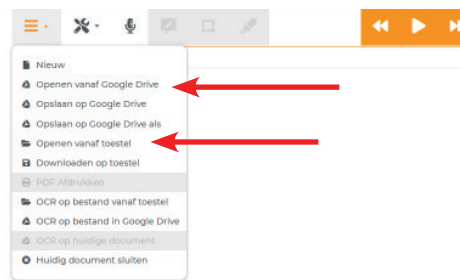 Nieuw
Openen vanaf Google Drive
Opslaan op Google Drive
Opslaan op Google Drive als
Openen vanaf toestel
Downloaden op toestel
PDF Afdrukken
OCR op bestand vanaf toestel
OCR op bestand in Google Drive
OCR op huidige document
Huidig document sluiten